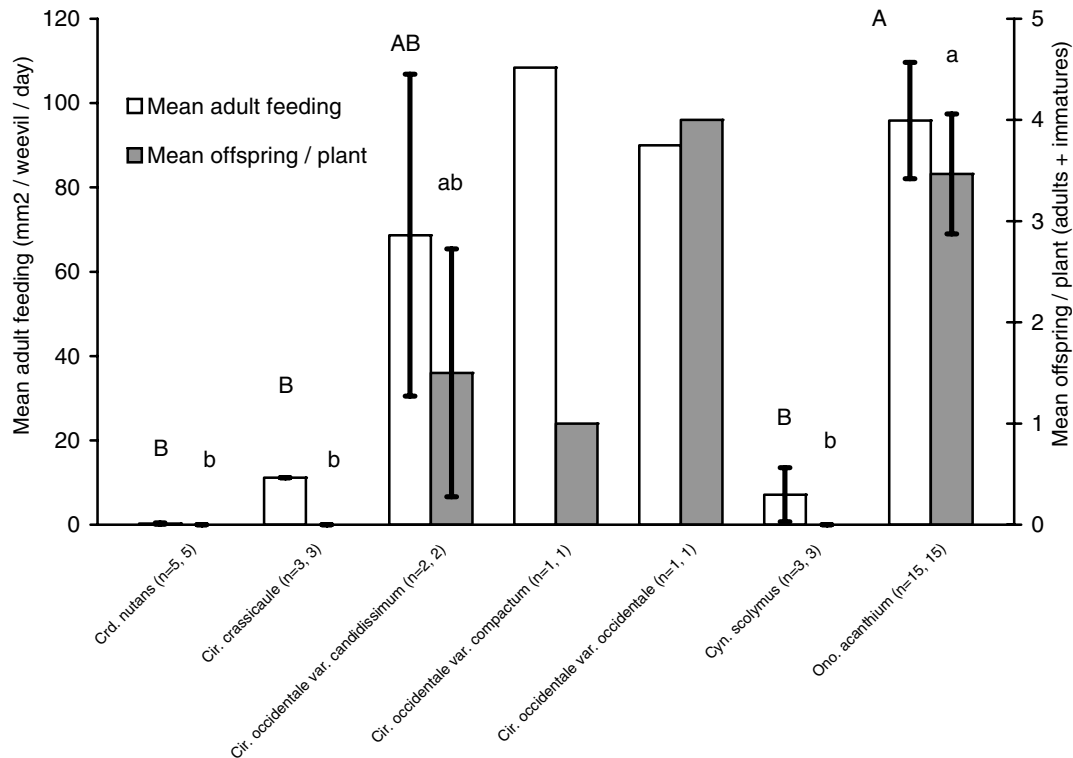 Mean adult feeding (mm2 / weevil / day)
120
100
80
60
40
20
0
Mean adult feeding
Mean offspring / plant
B
b
B
b
AB
ab
B
b
A
a
5
4
3
2
1
0
Mean offspring / plant (adults + immatures)
Crd. nutans (n=5, 5)
Cir. crassicaule (n=3, 3)
Cir. occidentale var. candidissimum (n=2, 2)
Cir. occidentale var. compactum (n=1, 1)
Cir. occidentale var. occidentale (n=1, 1)
Cyn. scolymus (n=3, 3)
Ono. acanthium (n=15, 15)